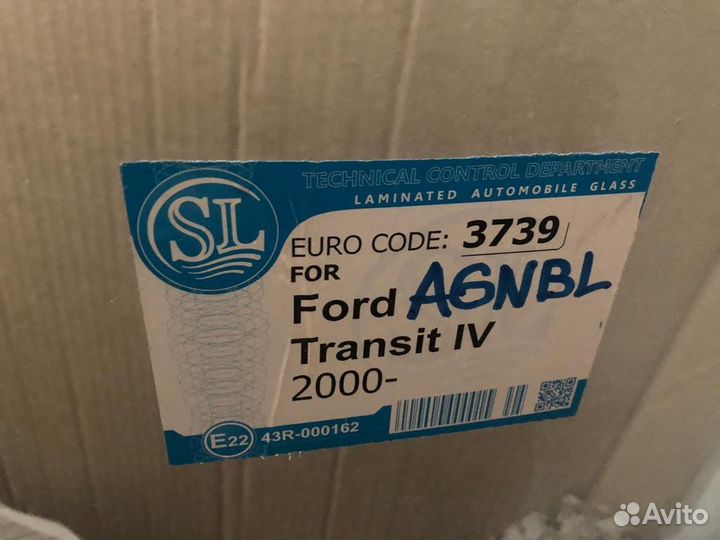 TECHNICAL CONTROL DEPARTMENT
LAMINATED AUTOMOBILE GLASS
SL
EURO CODE: 3739
FOR
Ford AGNBL
Transit IV
2000-
E22 43R-000162
Avito